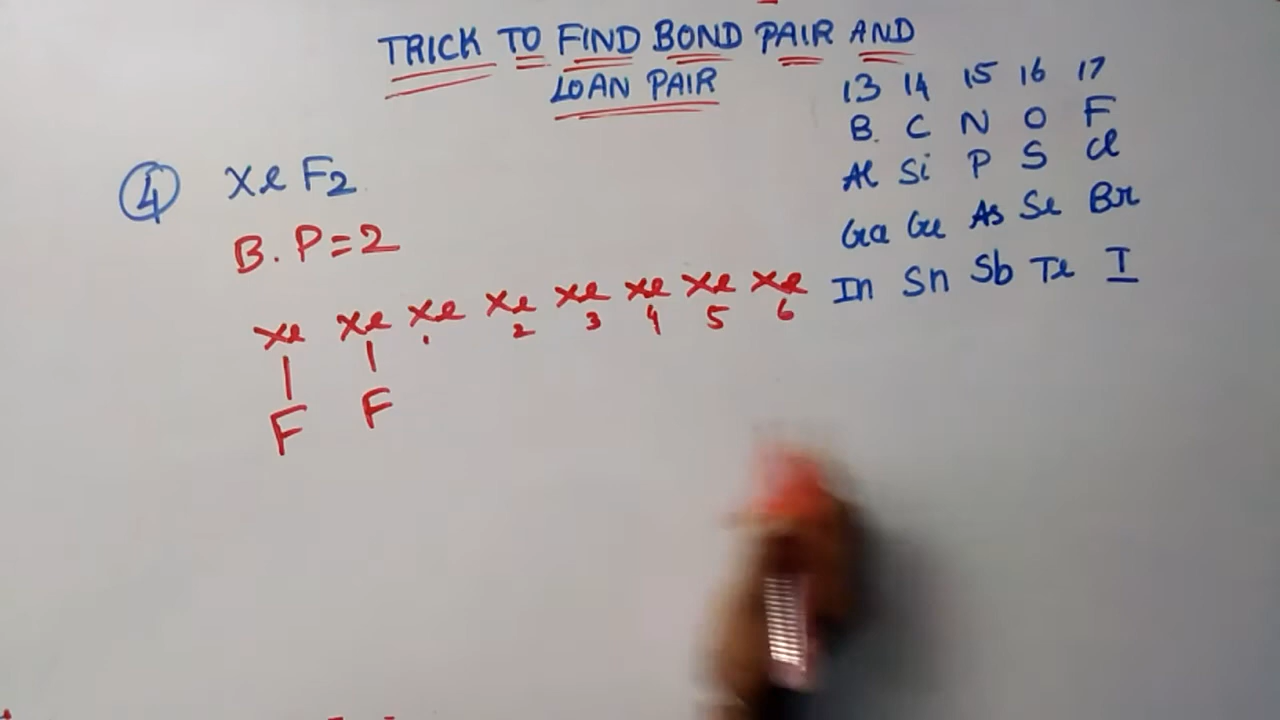 TRICK TO FIND BOND PAIR AND
LOAN PAIR
13 14 15 16 17
B. C N O F
Al Si P S Cl
Ga Ge As Se Br
In Sn Sb Te I
4 XeF2
B.P=2
Xe Xe Xe Xe Xe Xe Xe Xe
2 3 4 5 6
F F